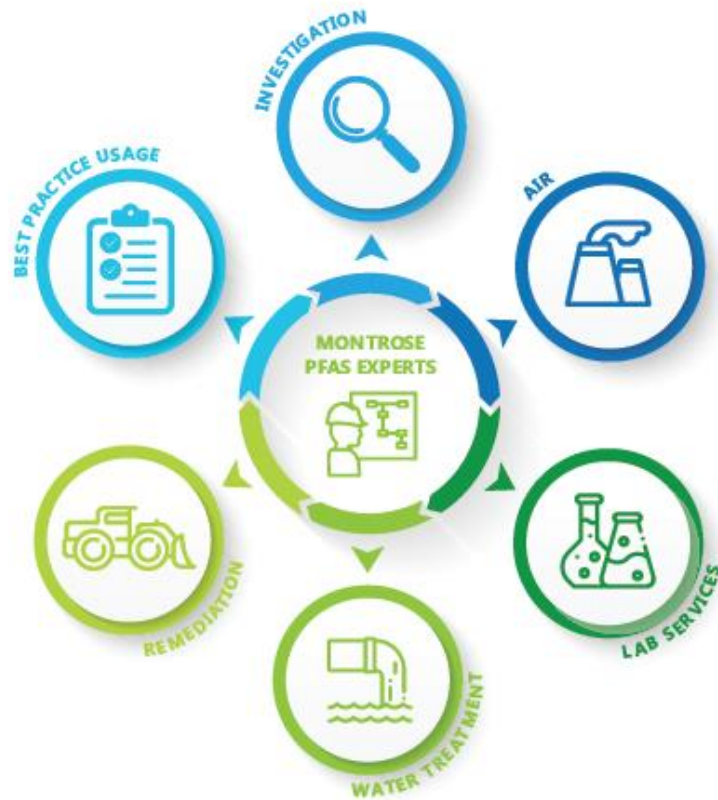 INVESTIGATION
BEST PRACTICE USAGE
AIR
MONTROSE
PFAS EXPERTS
REMEDIATION
LAB SERVICES
WATER TREATMENT